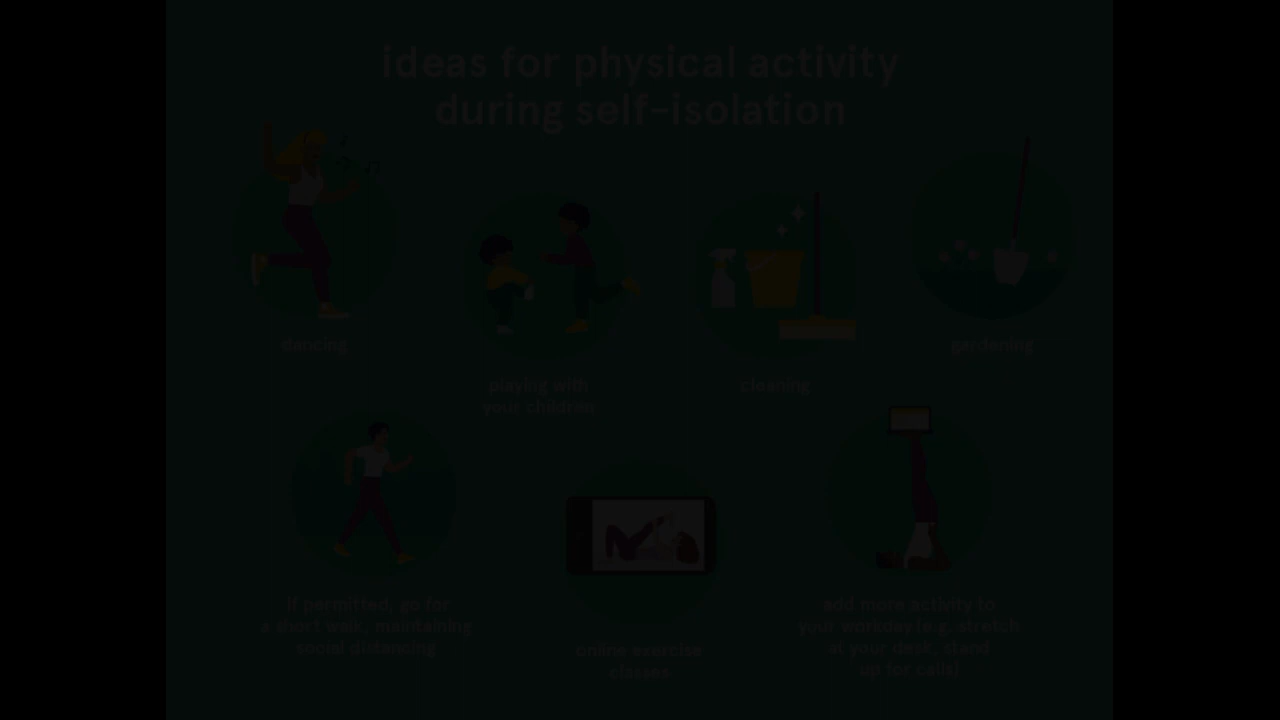 ideas for physical activity
during self-isolation
dancing
gardening
playing with
your children
cleaning
if permitted, go for
a short walk, maintaining
social distancing
online exercise
classes
add more activity to
your workday (e.g. stretch
at your desk, stand
up for calls)